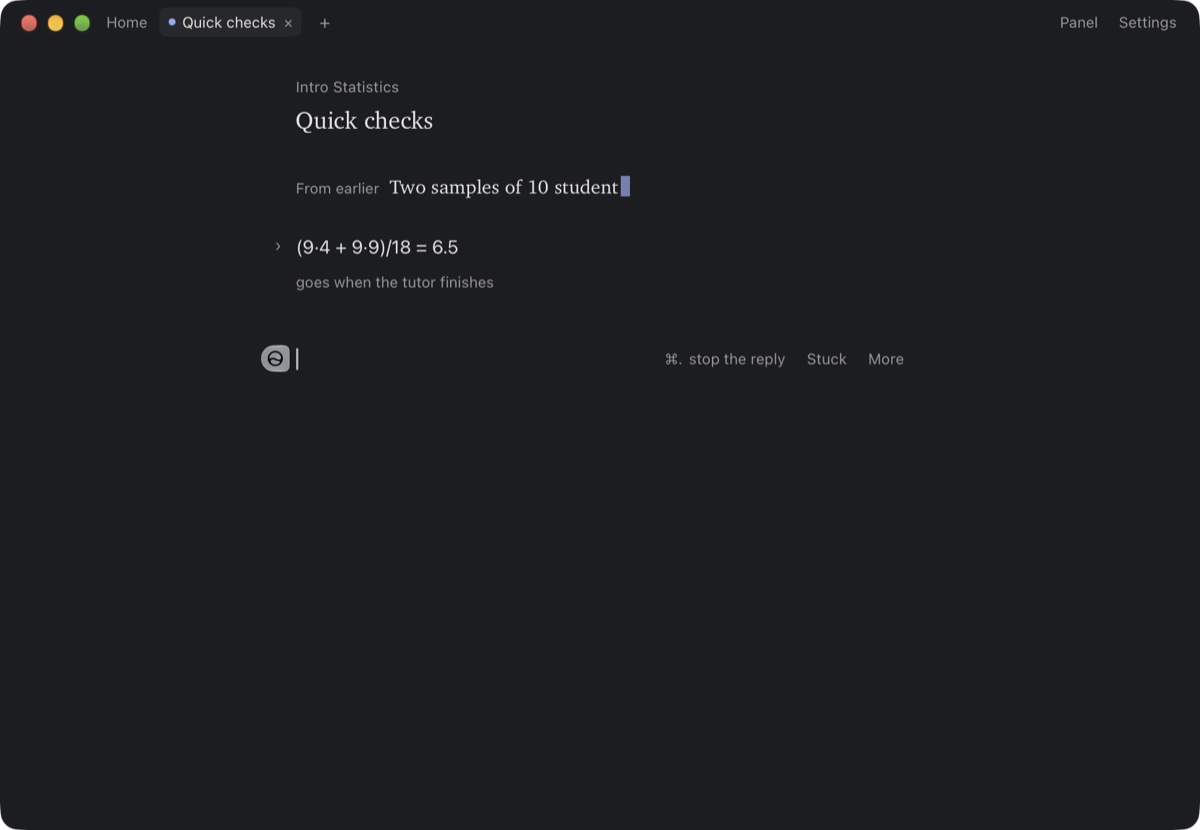 Home Quick checks × + Panel Settings
Intro Statistics
Quick checks
From earlier Two samples of 10 student
› (9·4 + 9·9)/18 = 6.5
goes when the tutor finishes
⌘. stop the reply Stuck More